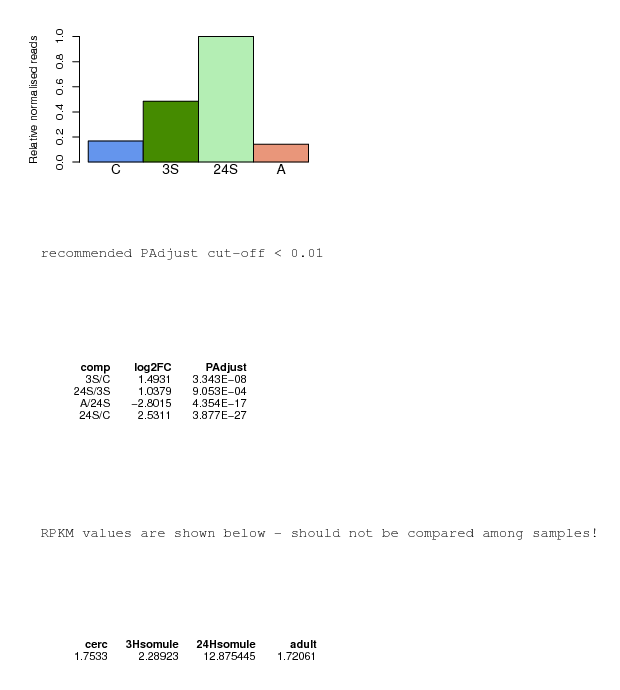 Relative normalised reads
1.0
0.8
0.6
0.4
0.2
0.0
C 3S 24S A
recommended PAdjust cut-off < 0.01
comp log2FC PAdjust
3S/C 1.4931 3.343E-08
24S/3S 1.0379 9.053E-04
A/24S -2.8015 4.354E-17
24S/C 2.5311 3.877E-27
RPKM values are shown below - should not be compared among samples!
cerc 3Hsomule 24Hsomule adult
1.7533 2.28923 12.875445 1.72061